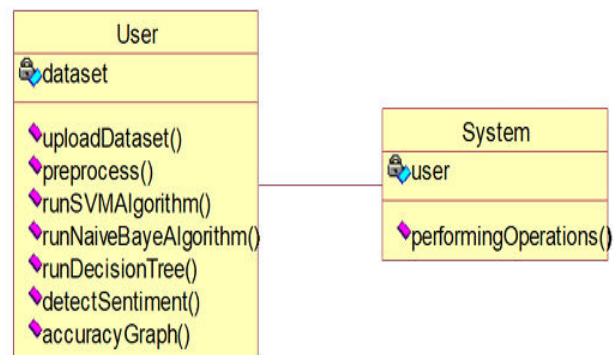 User
dataset
uploadDataset()
preprocess()
runSVMAlgorithm()
runNaiveBayeAlgorithm()
runDecisionTree()
detectSentiment()
accuracyGraph()
System
user
performingOperations()